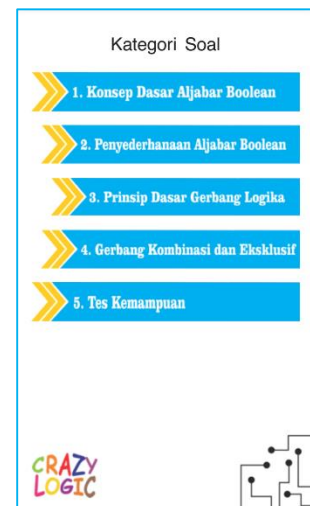 Kategori Soal
1. Konsep Dasar Aljabar Boolean
2. Penyederhanaan Aljabar Boolean
3. Prinsip Dasar Gerbang Logika
4. Gerbang Kombinasi dan Eksklusif
5. Tes Kemampuan
CRAZY
LOGIC